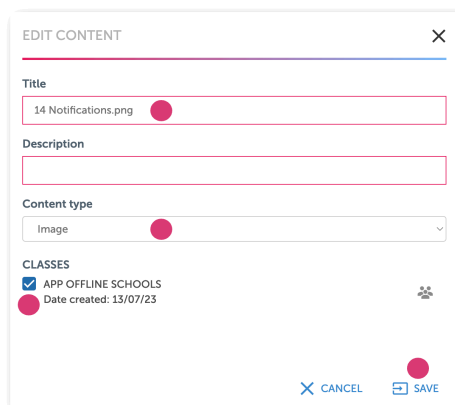 EDIT CONTENT
Title
14 Notifications.png
Description
Content type
Image
CLASSES
APP OFFLINE SCHOOLS
Date created: 13/07/23
CANCEL
SAVE